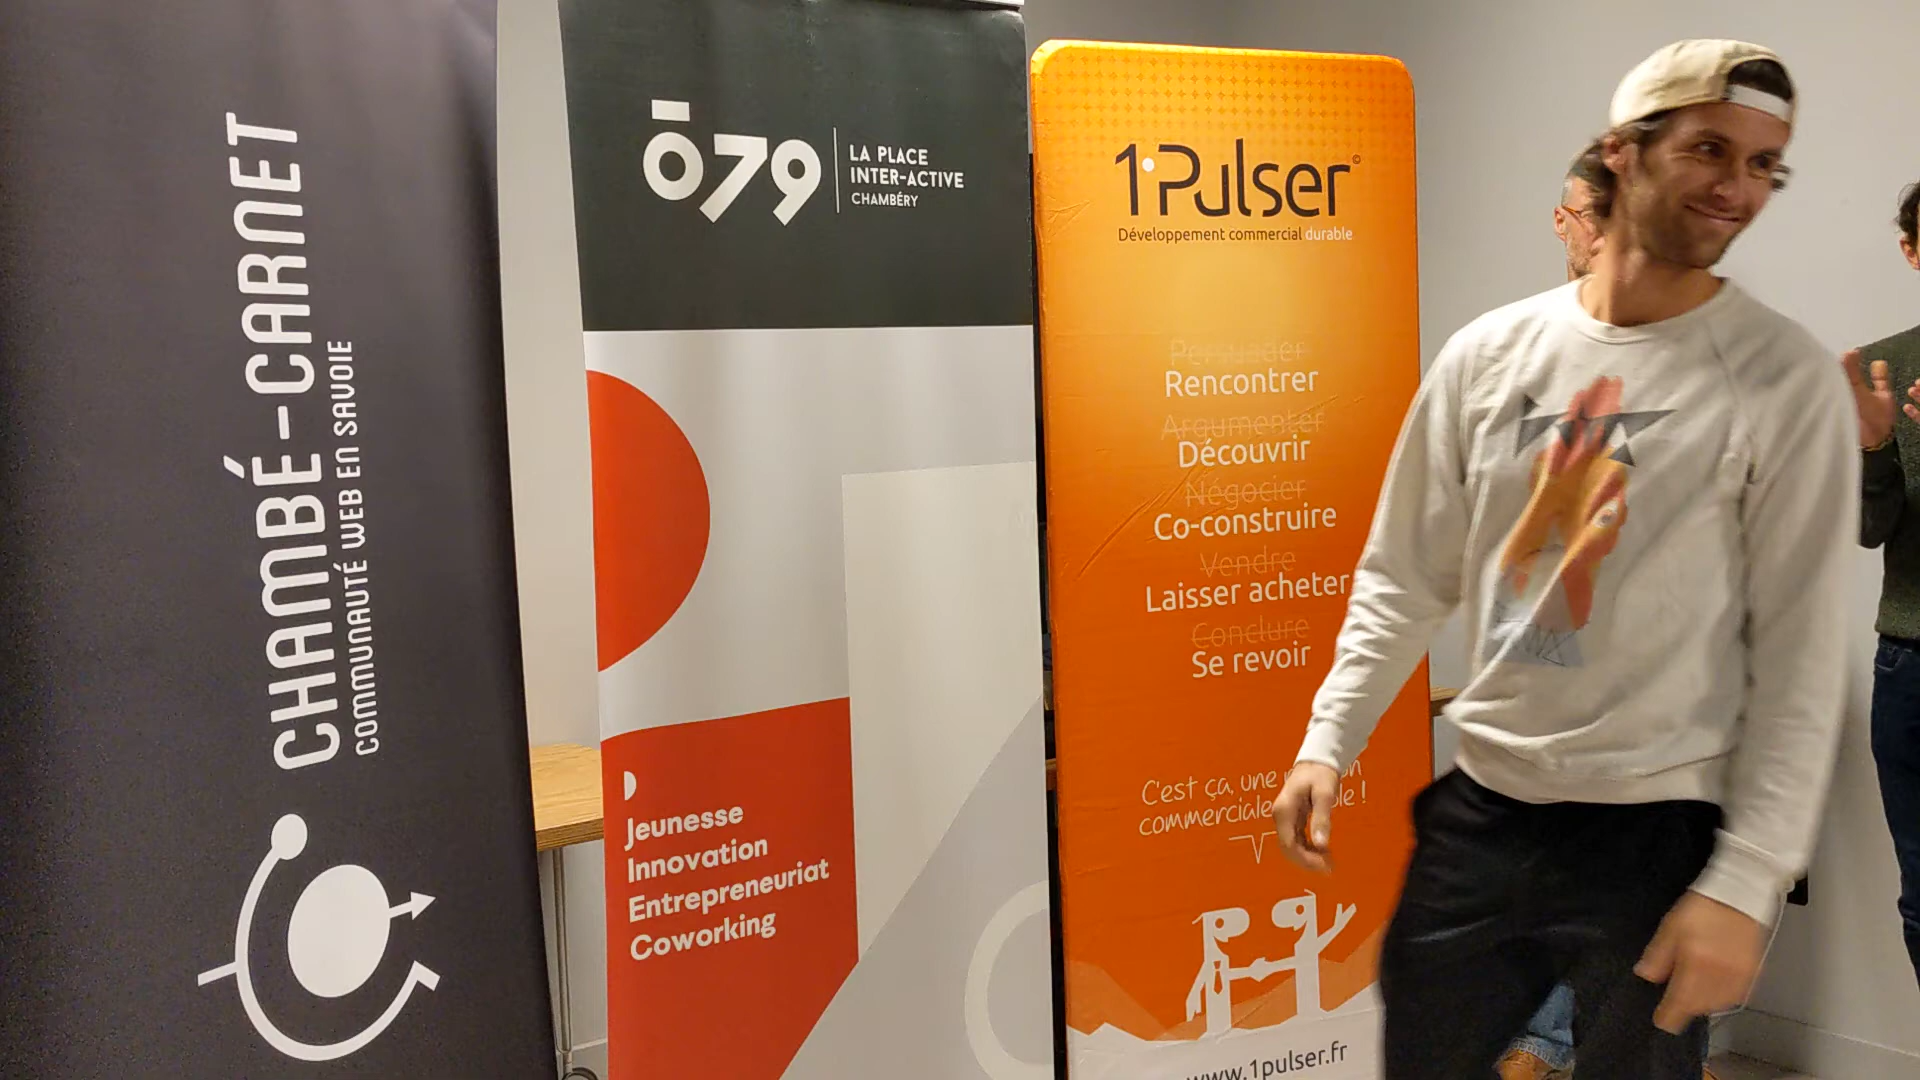 CHAMBÉ-CARNET
COMMUNAUTÉ WEB EN SAVOIE
ō79
LA PLACE
INTER-ACTIVE
CHAMBÉRY
Jeunesse
Innovation
Entrepreneuriat
Coworking
1Pulser©
Développement commercial durable
Persuader
Rencontrer
Argumenter
Découvrir
Négocier
Co-construire
Vendre
Laisser acheter
Conclure
Se revoir
C'est ça, une
commerciale !
www.1pulser.fr